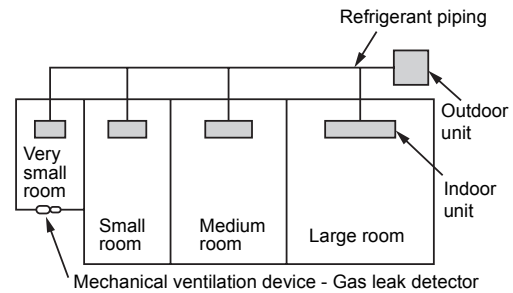 Refrigerant piping
Outdoor
unit
Very
small
room
Indoor
unit
Small
room
Medium
room
Large room
Mechanical ventilation device - Gas leak detector